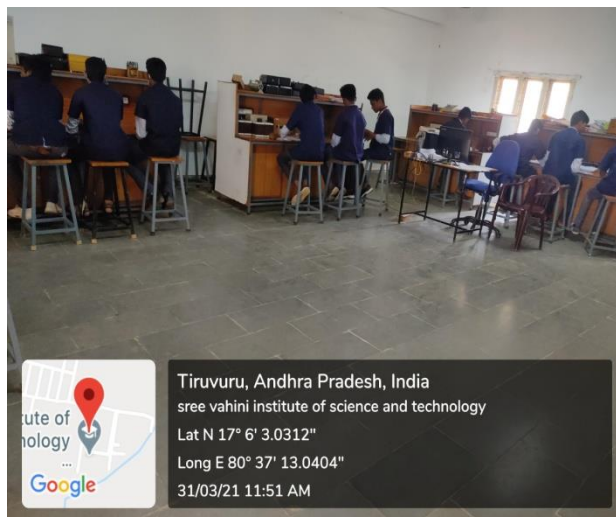 Tiruvuru, Andhra Pradesh, India
sree vahini institute of science and technology
Lat N 17° 6' 3.0312"
Long E 80° 37' 13.0404"
31/03/21 11:51 AM
ute of
nology
...
Google